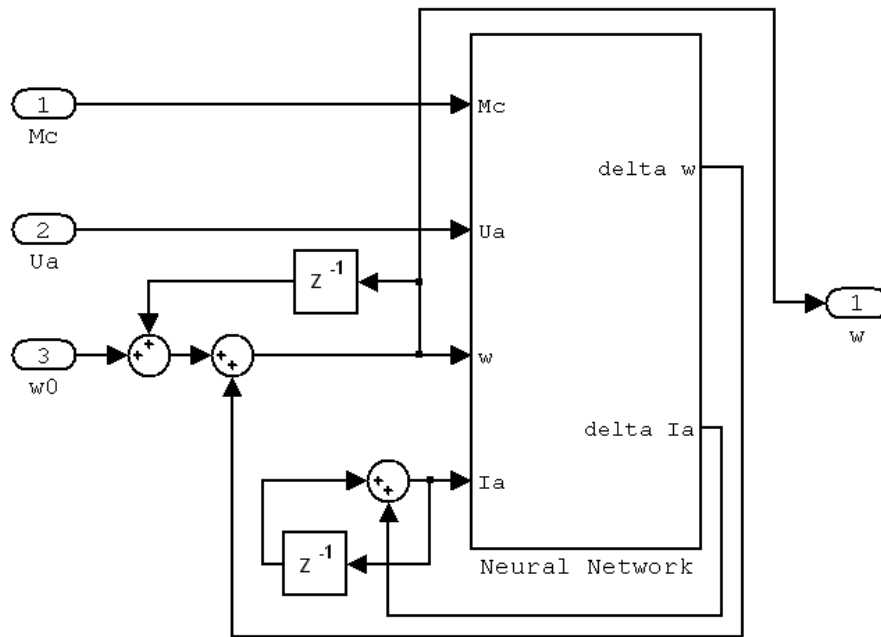 1
Mc
Mc
delta w
2
Ua
Ua
z -1
1
w
+
+
+
+
3
w0
w
delta Ia
+
+
Ia
z -1
Neural Network